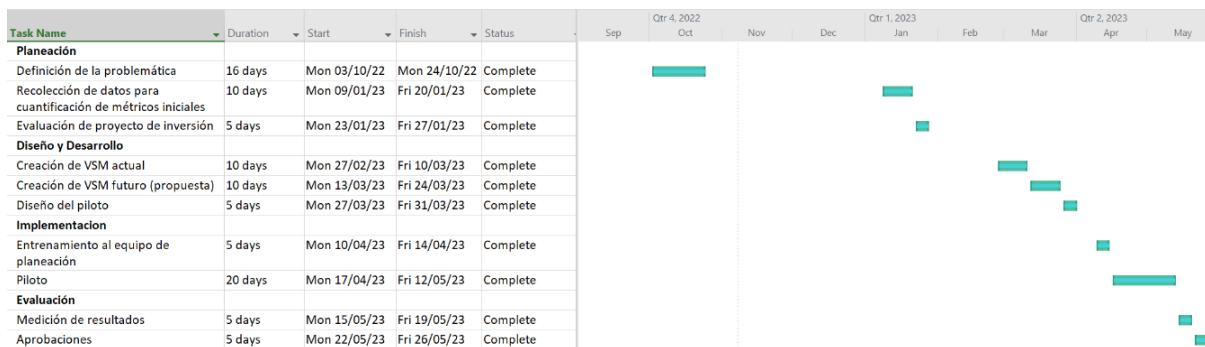 Qtr 4, 2022 Qtr 1, 2023 Qtr 2, 2023
Task Name Duration Start Finish Status Sep Oct Nov Dec Jan Feb Mar Apr May
Planeación
Definición de la problemática 16 days Mon 03/10/22 Mon 24/10/22 Complete
Recolección de datos para 10 days Mon 09/01/23 Fri 20/01/23 Complete
cuantificación de métricos iniciales
Evaluación de proyecto de inversión 5 days Mon 23/01/23 Fri 27/01/23 Complete
Diseño y Desarrollo
Creación de VSM actual 10 days Mon 27/02/23 Fri 10/03/23 Complete
Creación de VSM futuro (propuesta) 10 days Mon 13/03/23 Fri 24/03/23 Complete
Diseño del piloto 5 days Mon 27/03/23 Fri 31/03/23 Complete
Implementacion
Entrenamiento al equipo de 5 days Mon 10/04/23 Fri 14/04/23 Complete
planeación
Piloto 20 days Mon 17/04/23 Fri 12/05/23 Complete
Evaluación
Medición de resultados 5 days Mon 15/05/23 Fri 19/05/23 Complete
Aprobaciones 5 days Mon 22/05/23 Fri 26/05/23 Complete